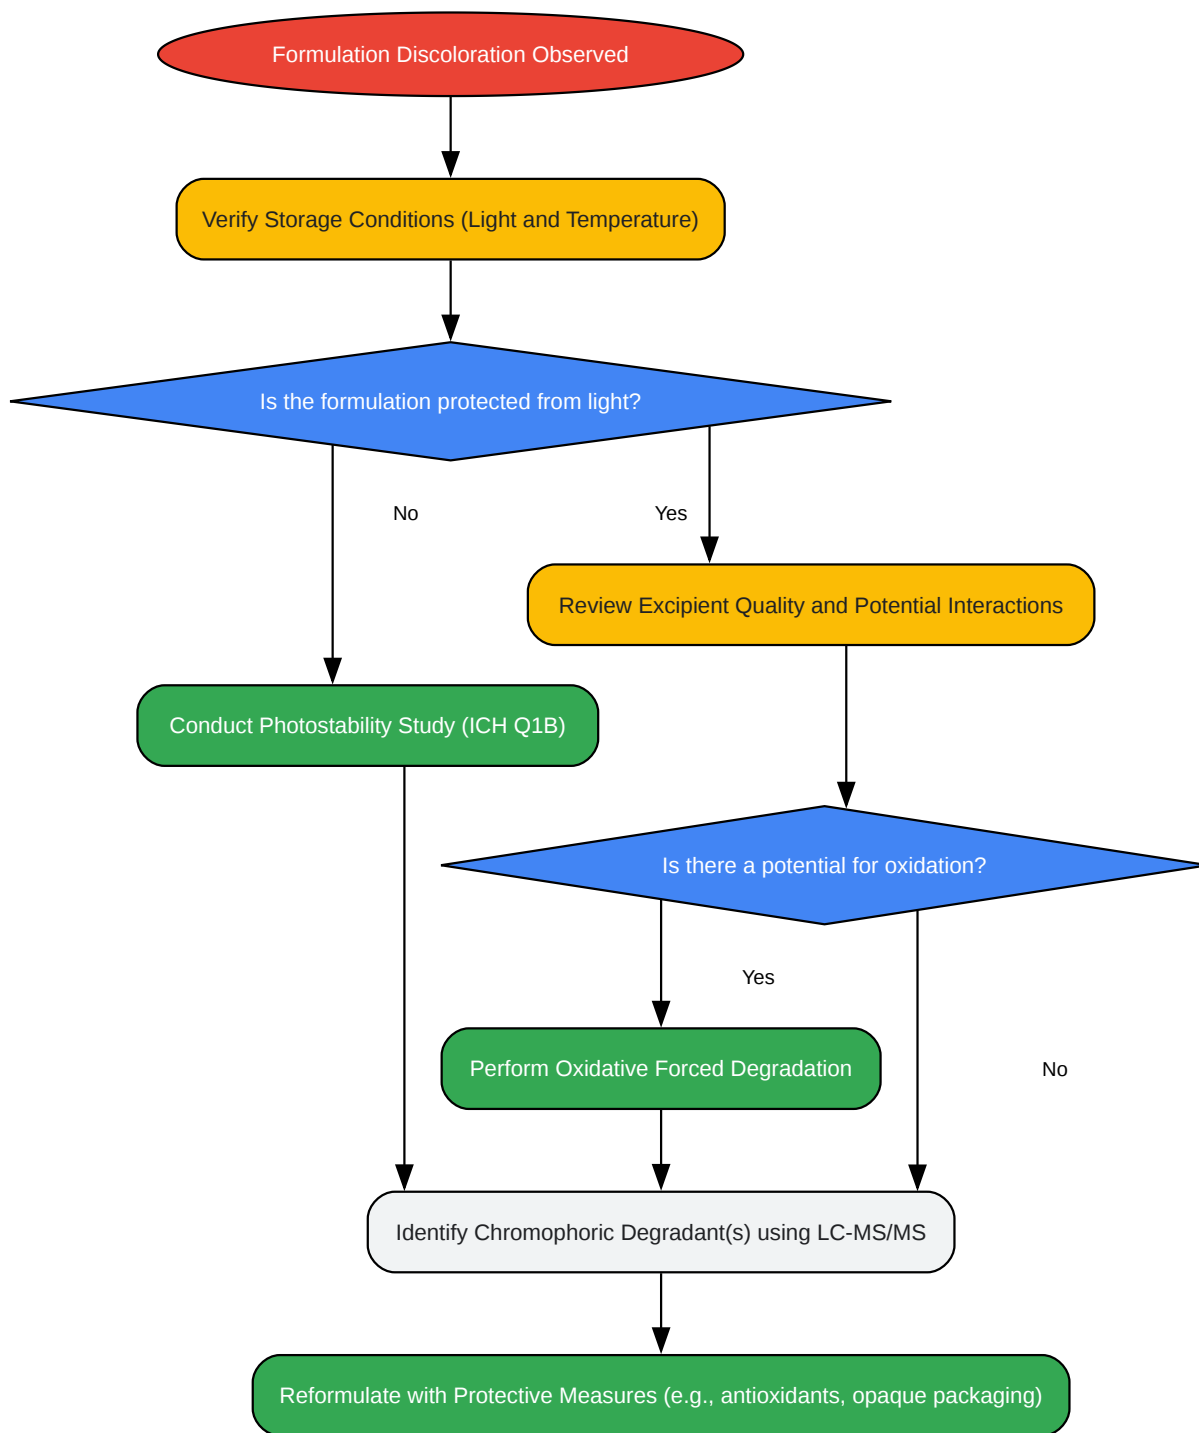 Formulation Discoloration Observed
Verify Storage Conditions (Light and Temperature)
Is the formulation protected from light?
No
Yes
Review Excipient Quality and Potential Interactions
Conduct Photostability Study (ICH Q1B)
Is there a potential for oxidation?
Yes
Perform Oxidative Forced Degradation
No
Identify Chromophoric Degradant(s) using LC-MS/MS
Reformulate with Protective Measures (e.g., antioxidants, opaque packaging)